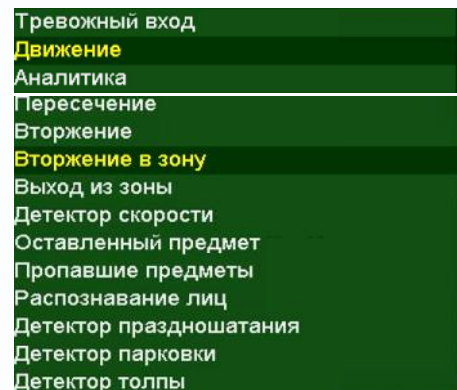 Тревожный вход
Движение
Аналитика
Пересечение
Вторжение
Вторжение в зону
Выход из зоны
Детектор скорости
Оставленный предмет
Пропавшие предметы
Распознавание лиц
Детектор праздношатания
Детектор парковки
Детектор толпы